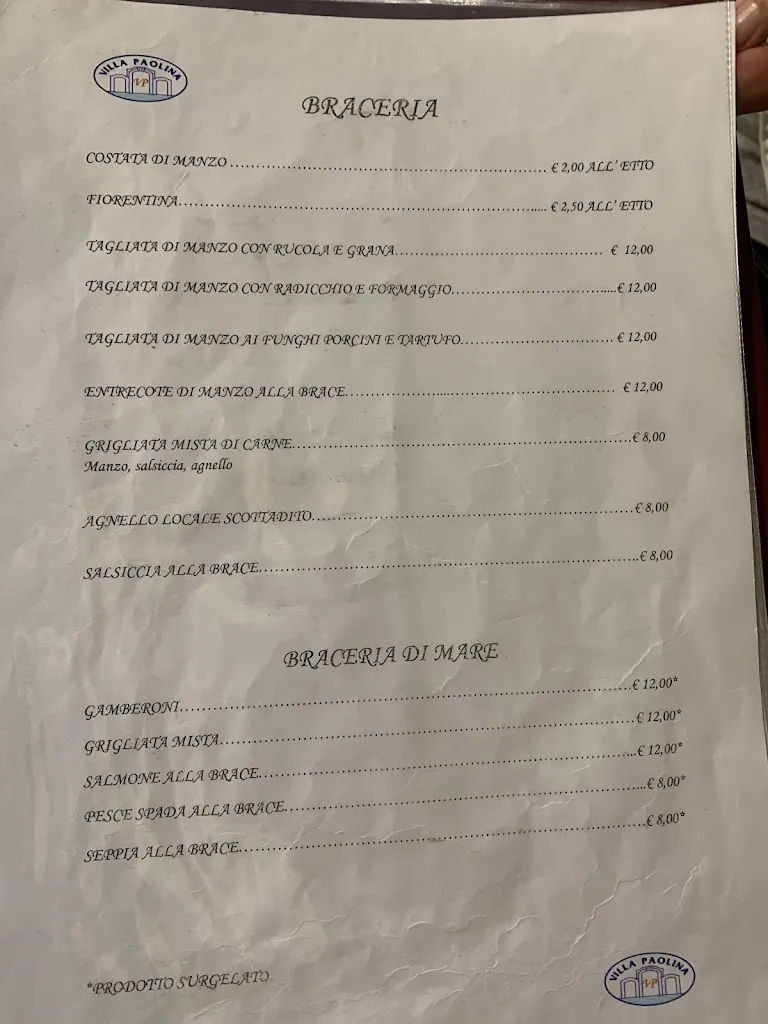 VILLA PAOLINA
VP
BRACERIA
COSTATA DI MANZO ............................................................ € 2,00 ALL' ETTO
FIORENTINA............................................................ € 2,50 ALL' ETTO
TAGLIATA DI MANZO CON RUCOLA E GRANA........................................ € 12,00
TAGLIATA DI MANZO CON RADICCHIO E FORMAGGIO..................................€ 12,00
TAGLIATA DI MANZO AI FUNGHI PORCINI E TARTUFO.............................. € 12,00
ENTRECOTE DI MANZO ALLA BRACE.................................................... € 12,00
GRIGLIATA MISTA DI CARNE................................................................€ 8,00
Manzo, salsiccia, agnello
AGNELLO LOCALE SCOTTADITO.............................................................€ 8,00
SALSICCIA ALLA BRACE........................................................................€ 8,00
BRACERIA DI MARE
GAMBERONI......................................................................................€ 12,00*
GRIGLIATA MISTA...............................................................................€ 12,00*
SALMONE ALLA BRACE........................................................................€ 12,00*
PESCE SPADA ALLA BRACE....................................................................€ 8,00*
SEPPIA ALLA BRACE............................................................................€ 8,00*
*PRODOTTO SURGELATO
VILLA PAOLINA
VP